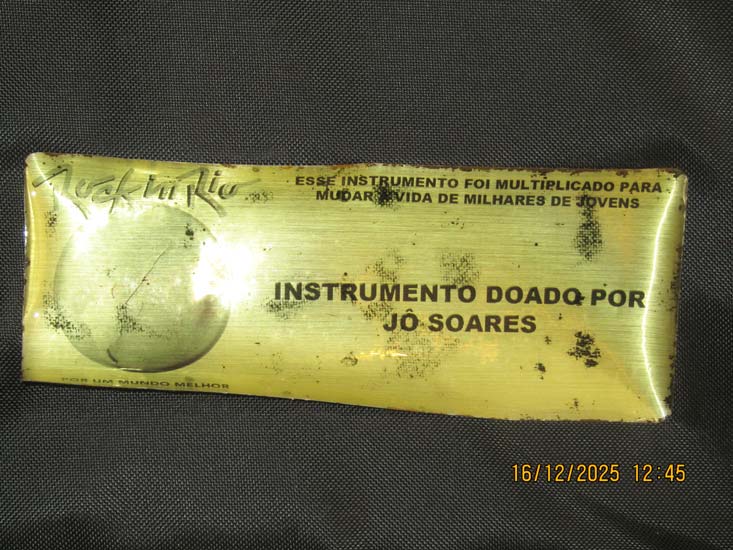 Rock in Rio
ESSE INSTRUMENTO FOI MULTIPLICADO PARA
MUDAR A VIDA DE MILHARES DE JOVENS
INSTRUMENTO DOADO POR
JÔ SOARES
POR UM MUNDO MELHOR
16/12/2025 12:45